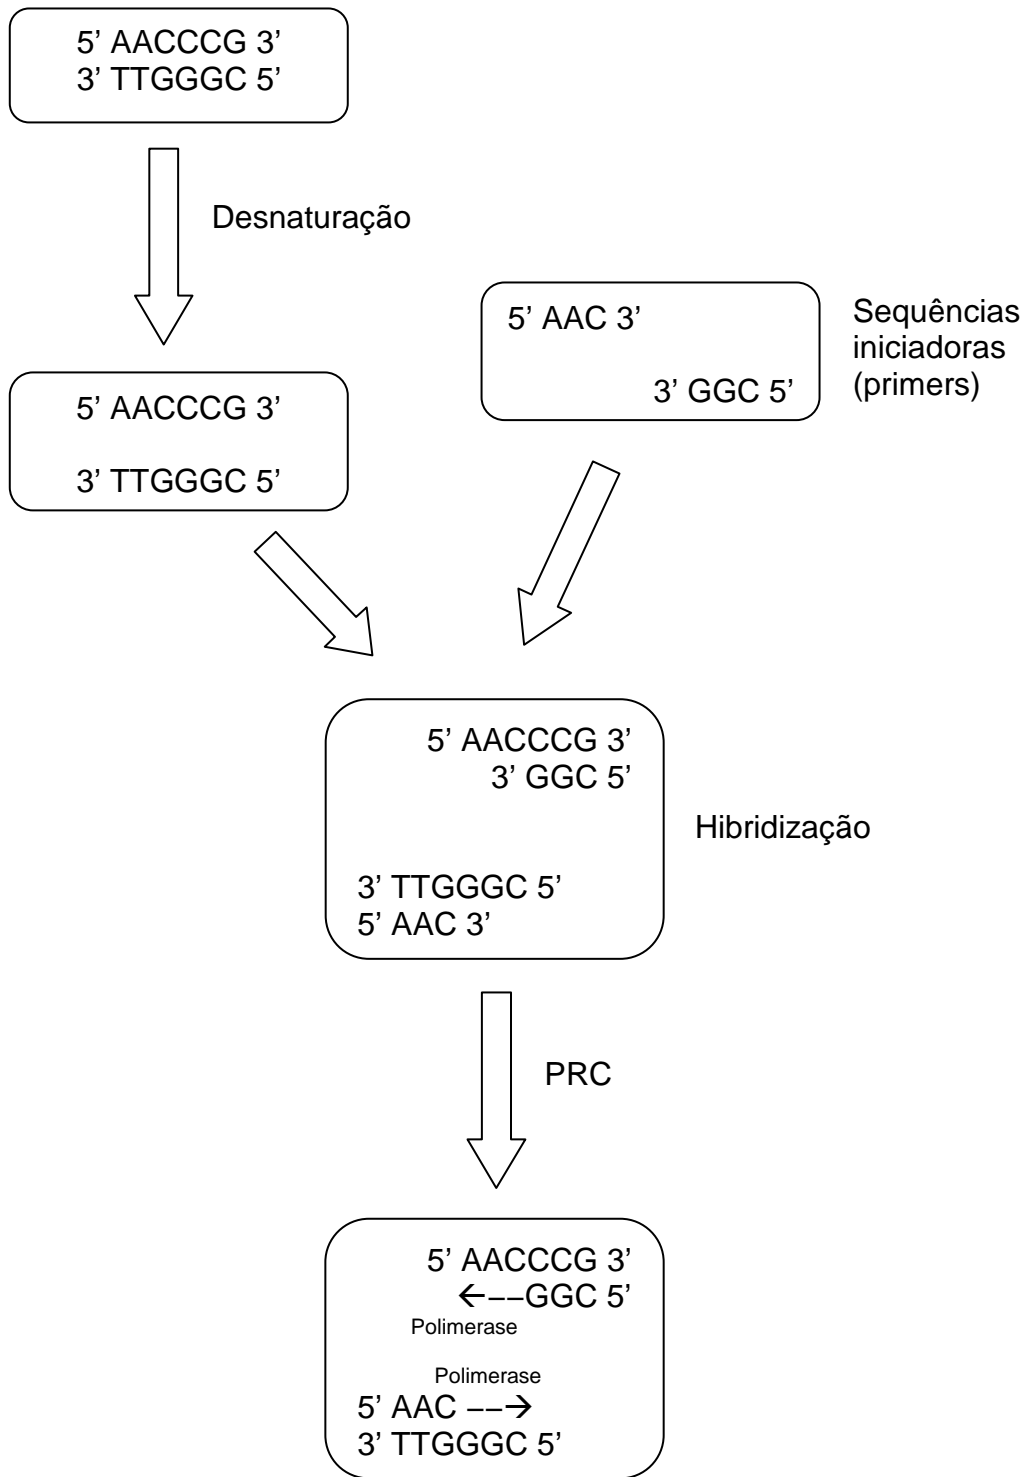 5’ AACCCG 3’
3’ TTGGGC 5’
Desnaturação
5’ AAC 3’
3’ GGC 5’
Sequências
iniciadoras
(primers)
5’ AACCCG 3’
3’ TTGGGC 5’
5’ AACCCG 3’
3’ GGC 5’
Hibridização
3’ TTGGGC 5’
5’ AAC 3’
PRC
5’ AACCCG 3’
←−−GGC 5’
Polimerase
Polimerase
5’ AAC −−→
3’ TTGGGC 5’